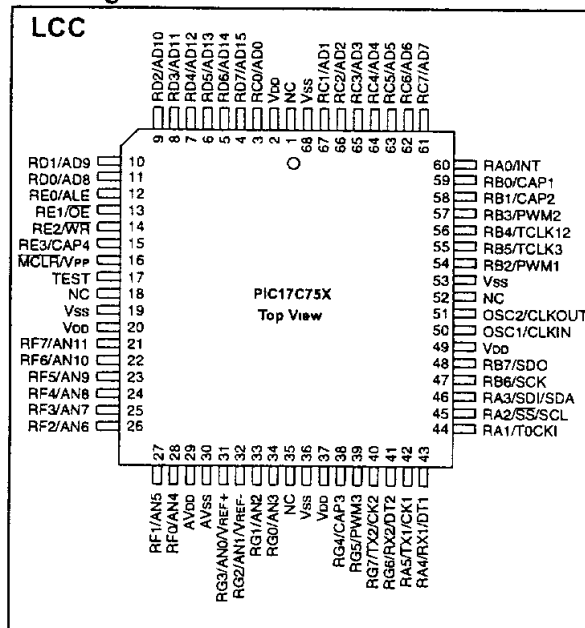 LCC
RD2/AD10
RD3/AD11
RD4/AD12
RD5/AD13
RD6/AD14
RD7/AD15
RC0/AD0
VDD
NC
VSS
RC1/AD1
RC2/AD2
RC3/AD3
RC4/AD4
RC5/AD5
RC6/AD6
RC7/AD7
9 8 7 6 5 4 3 2 1 68 67 66 65 64 63 62 61
RD1/AD9 10
RD0/AD8 11
RE0/ALE 12
RE1/OE 13
RE2/WR 14
RE3/CAP4 15
MCLR/VPP 16
TEST 17
NC 18
VSS 19
VDD 20
RF7/AN11 21
RF6/AN10 22
RF5/AN9 23
RF4/AN8 24
RF3/AN7 25
RF2/AN6 26
PIC17C75X
Top View
60 RA0/INT
59 RB0/CAP1
58 RB1/CAP2
57 RB3/PWM2
56 RB4/TCLK12
55 RB5/TCLK3
54 RB2/PWM1
53 VSS
52 NC
51 OSC2/CLKOUT
50 OSC1/CLKIN
49 VDD
48 RB7/SDO
47 RB6/SCK
46 RA3/SDI/SDA
45 RA2/SS/SCL
44 RA1/T0CKI
27 28 29 30 31 32 33 34 35 36 37 38 39 40 41 42 43
RF1/AN5
RF0/AN4
AVDD
AVSS
RG3/AN0/VREF+
RG2/AN1/VREF-
RG1/AN2
RG0/AN3
NC
VSS
VDD
RG4/CAP3
RG5/PWM3
RG7/TX2/CK2
RG6/RX2/DT2
RA5/TX1/CK1
RA4/RX1/DT1